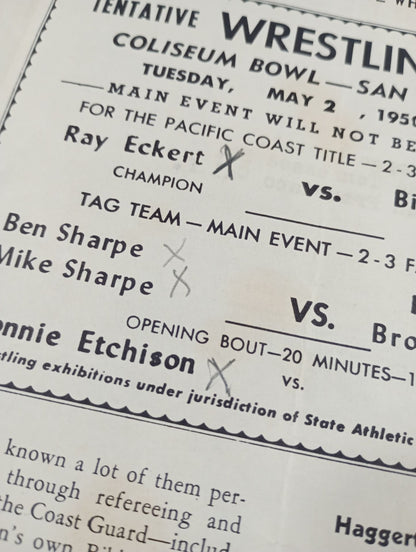 TENTATIVE WRESTLIN
COLISEUM BOWL—SAN
TUESDAY, MAY 2, 1950
—MAIN EVENT WILL NOT BE
FOR THE PACIFIC COAST TITLE—2-3
Ray Eckert X vs. Bi
CHAMPION
TAG TEAM—MAIN EVENT—2-3 F
Ben Sharpe X
Mike Sharpe X VS. Bro
OPENING BOUT—20 MINUTES—1
onnie Etchison X vs.
stling exhibitions under jurisdiction of State Athletic
known a lot of them per-
through refereeing and
the Coast Guard—includ
n's own
Hagger